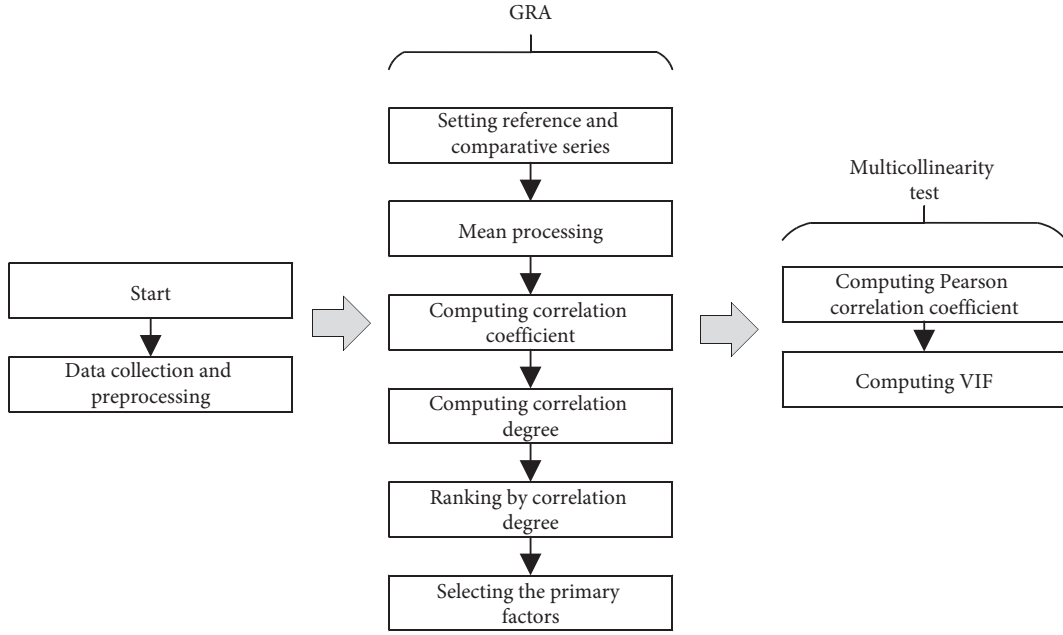 Start
Data collection and
preprocessing
GRA
Setting reference and
comparative series
Mean processing
Computing correlation
coefficient
Computing correlation
degree
Ranking by correlation
degree
Selecting the primary
factors
Multicollinearity
test
Computing Pearson
correlation coefficient
Computing VIF